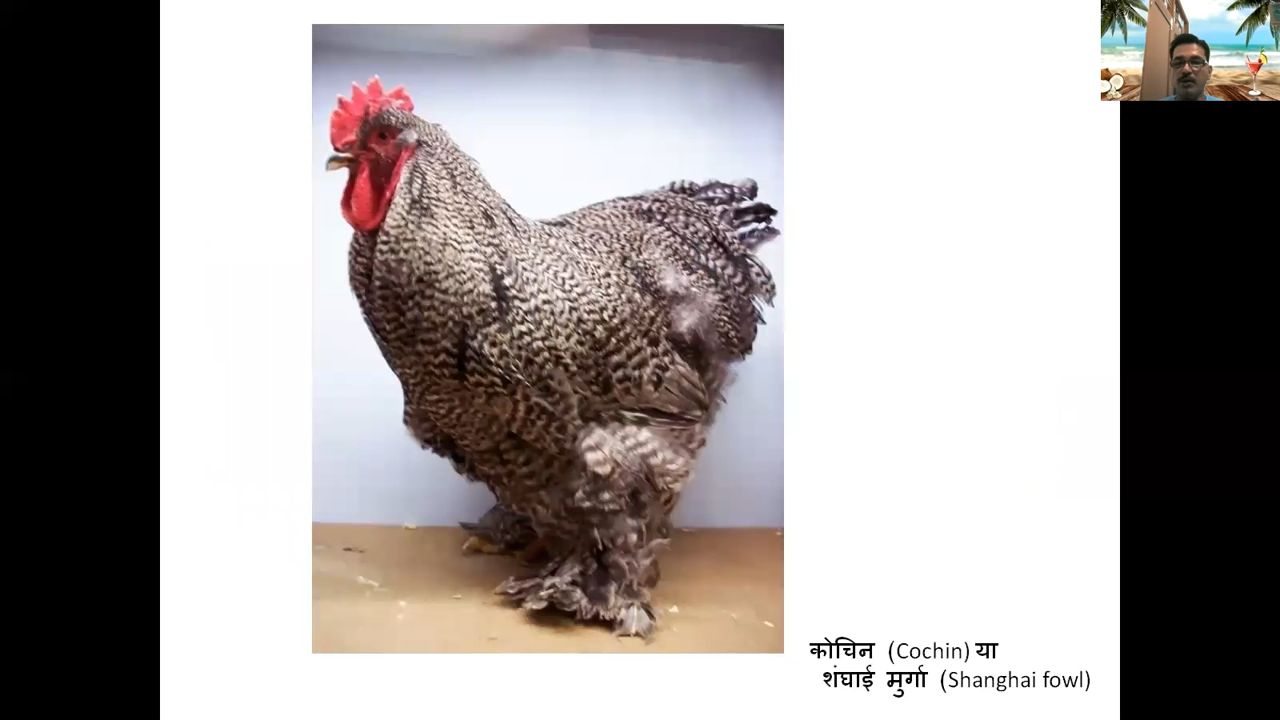 कोचिन (Cochin) या
शंघाई मुर्गा (Shanghai fowl)